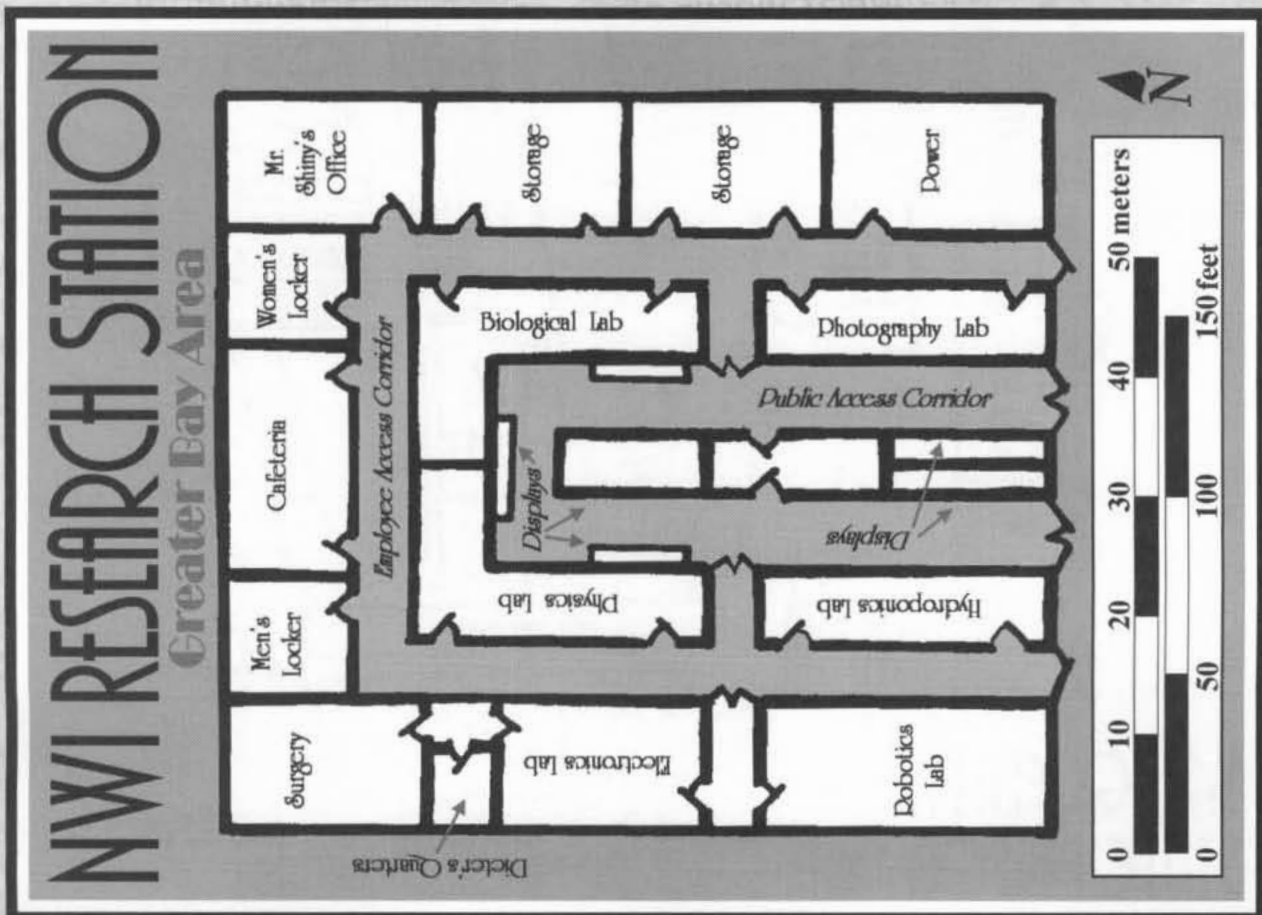 NWI RESEARCH STATION
Greater Bay Area
Mr.
Shiny's
Office
Storage
Storage
Power
Women's
Locker
Cafeteria
Men's
Locker
Employee Access Corridor
Biological Lab
Photography Lab
Public Access Corridor
Displays
Displays
Physics Lab
Hydroponics Lab
Surgery
Electronics Lab
Robotics
Lab
Dieter's Quarters
N
0 10 20 30 40 50 meters
0 50 100 150 feet